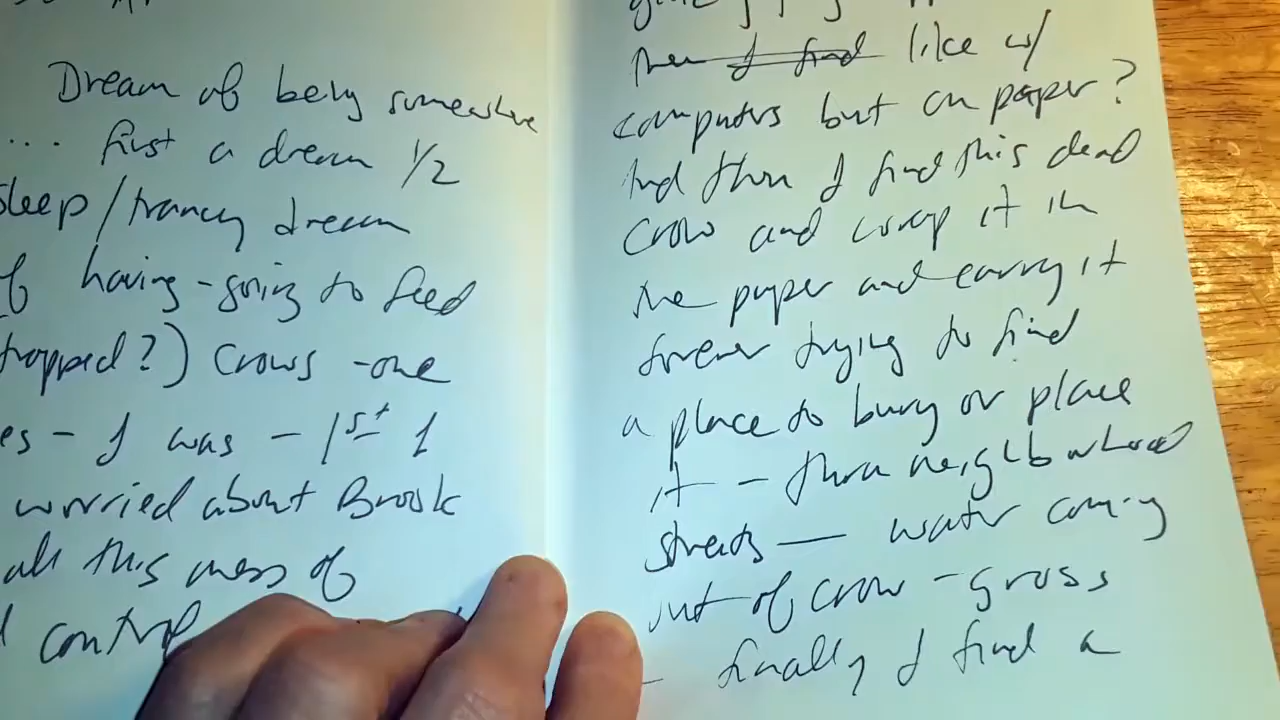 Dream of being somewhere
... first a dream 1/2
sleep/trancy dream
of having - going to feed
trapped?) crows - one
es - I was - 1st I
worried about Brook
all this mess of
control
then I find like w/
computers but on paper?
And then I find this dead
crow and wrap it in
the paper and carry it
forever trying to find
a place to bury or place
it - thru neighborhood
streets — water coming
out of crow - gross
- finally I find a